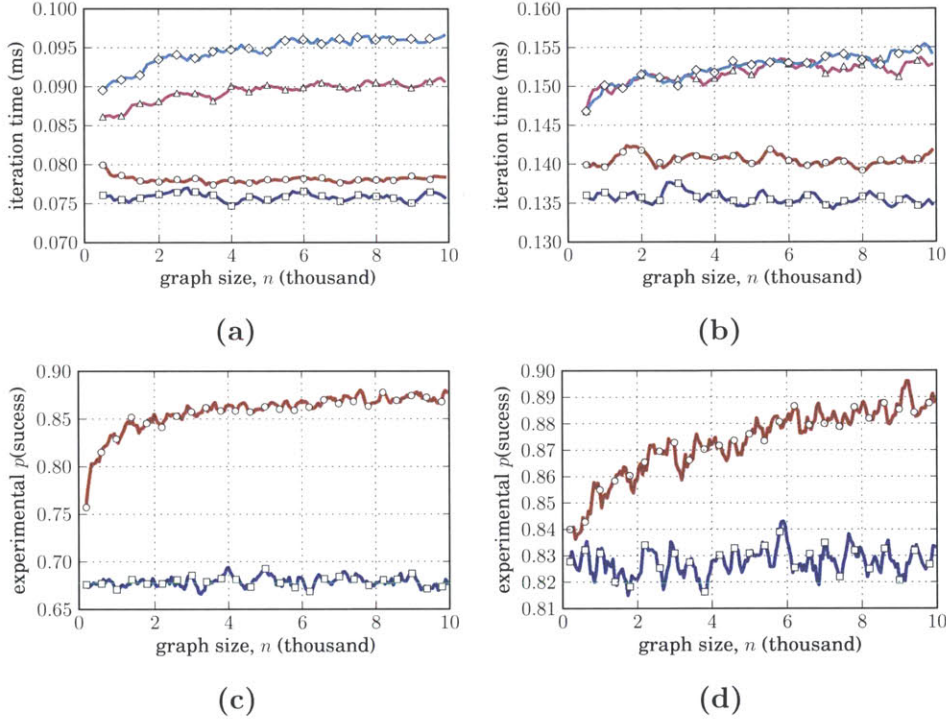 0.100
0.095
0.090
0.085
0.080
0.075
0.070
iteration time (ms)
0 2 4 6 8 10
graph size, n (thousand)
(a)
0.160
0.155
0.150
0.145
0.140
0.135
0.130
iteration time (ms)
0 2 4 6 8 10
graph size, n (thousand)
(b)
0.90
0.85
0.80
0.75
0.70
0.65
experimental p(sucess)
0 2 4 6 8 10
graph size, n (thousand)
(c)
0.90
0.89
0.88
0.87
0.86
0.85
0.84
0.83
0.82
0.81
experimental p(sucess)
0 2 4 6 8 10
graph size, n (thousand)
(d)